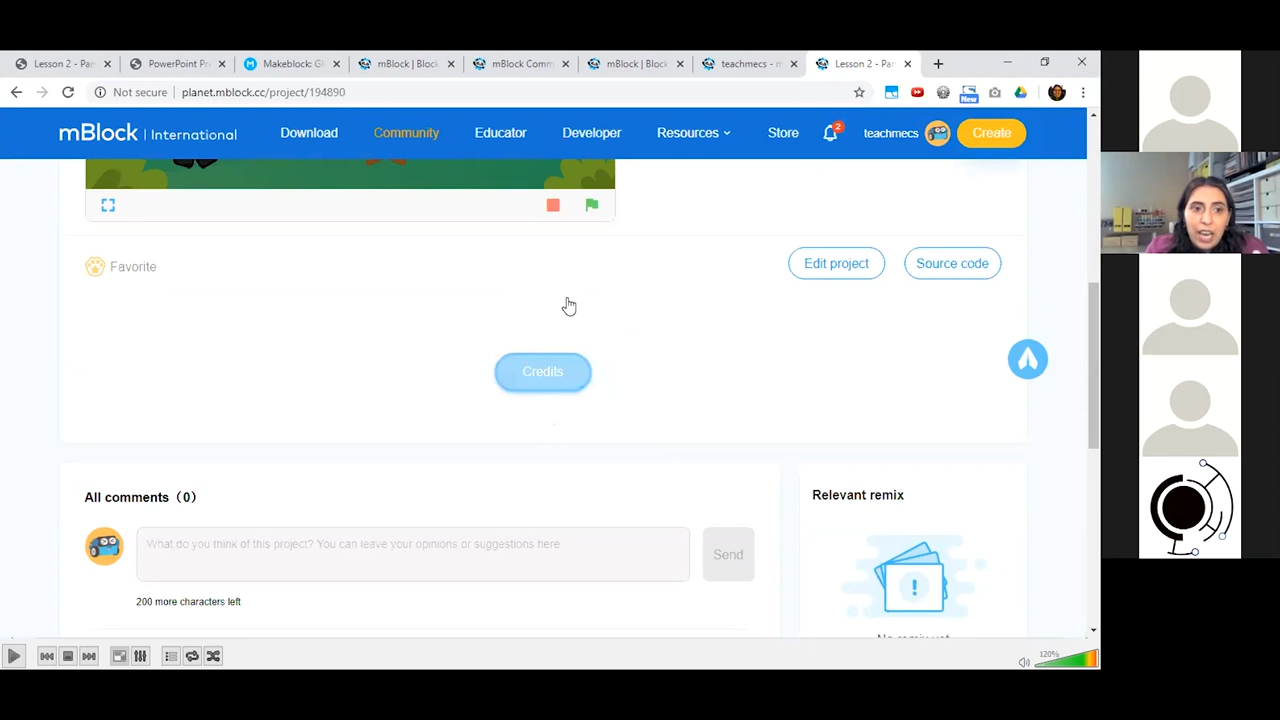 Lesson 2 - Pan
PowerPoint Pr
Makeblock: Gl
mBlock | Block
mBlock Comm
mBlock | Block
teachmecs - m
Lesson 2 - Pan
Not secure | planet.mblock.cc/project/194890
New
mBlock | International
Download
Community
Educator
Developer
Resources
Store
2
teachmecs
Create
Favorite
Edit project
Source code
Credits
All comments（0）
Relevant remix
What do you think of this project? You can leave your opinions or suggestions here
Send
200 more characters left
120%